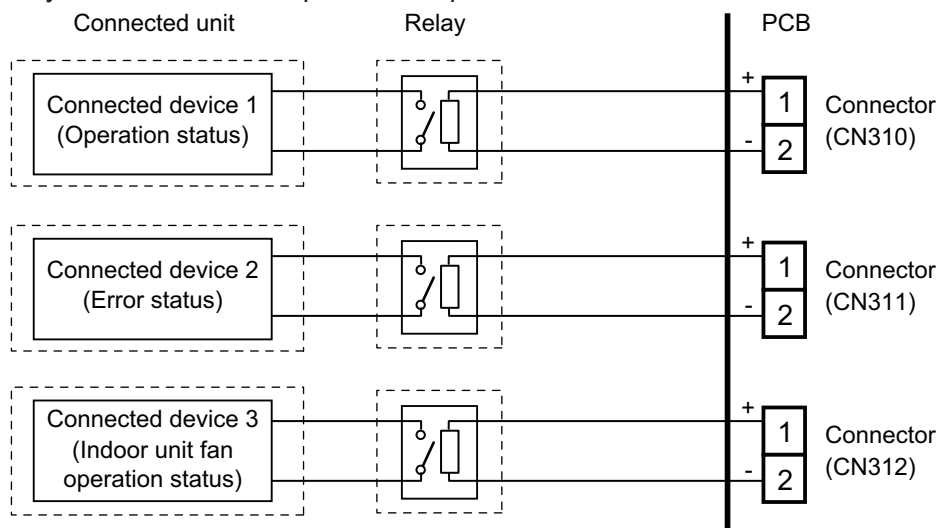 Connected unit
Relay
PCB
Connected device 1
(Operation status)
+
1
-
2
Connector
(CN310)
Connected device 2
(Error status)
+
1
-
2
Connector
(CN311)
Connected device 3
(Indoor unit fan
operation status)
+
1
-
2
Connector
(CN312)